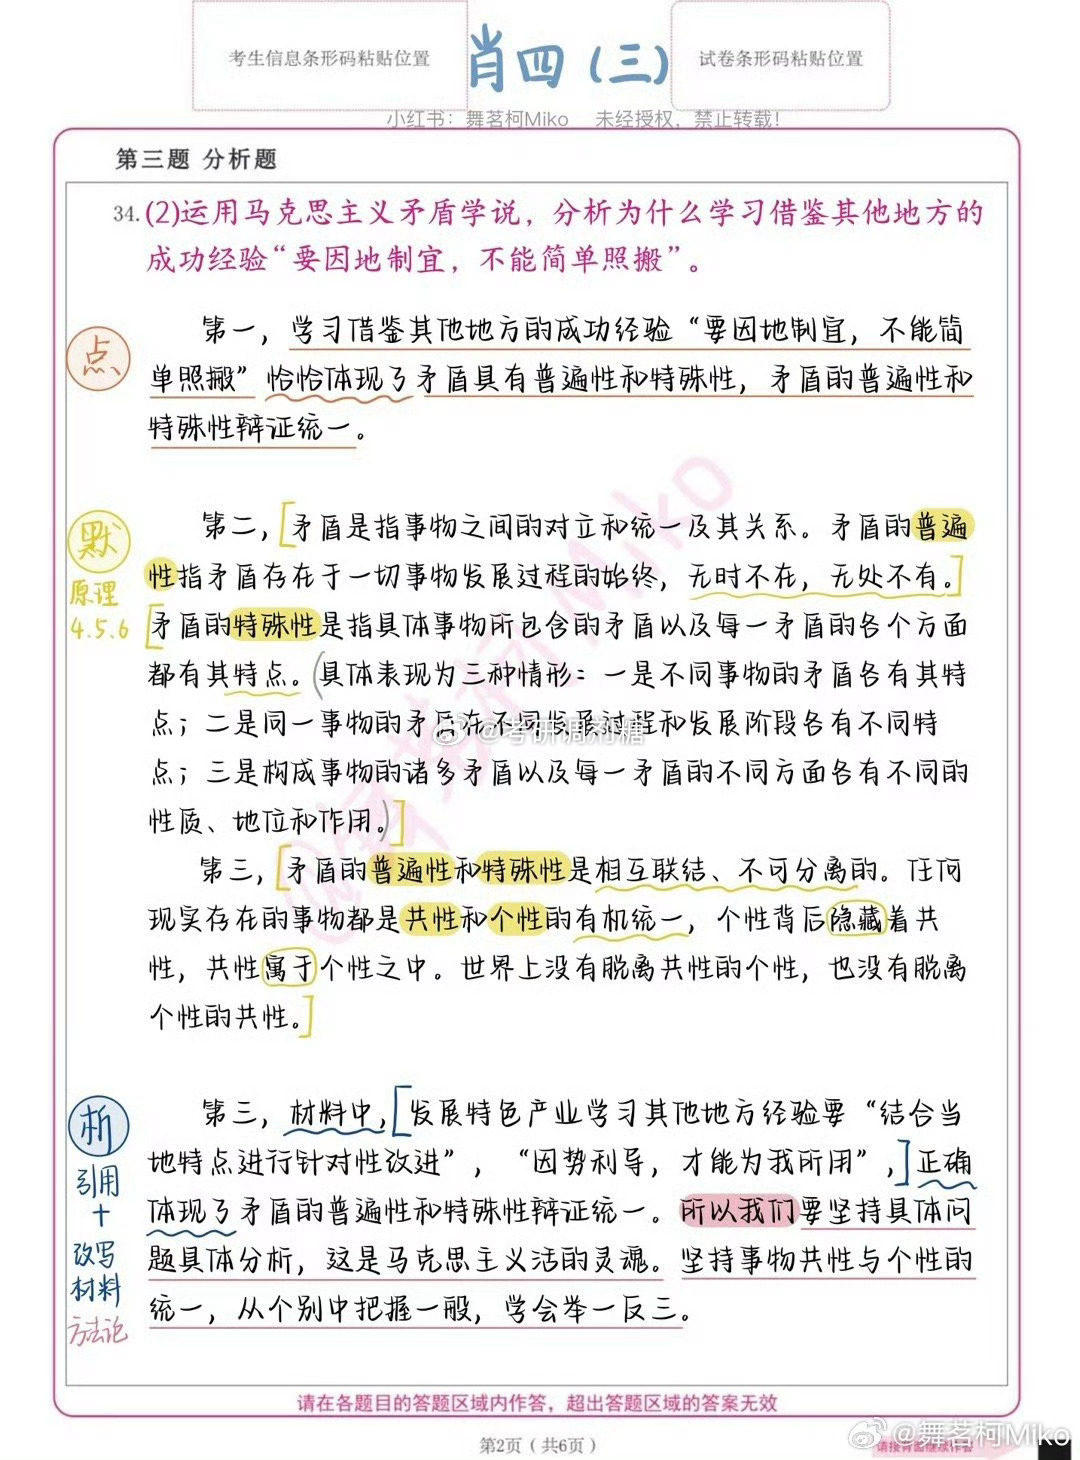 考生信息条形码粘贴位置
肖四(三)
试卷条形码粘贴位置
小红书：舞茗柯Miko 未经授权，禁止转载！
第三题 分析题
34.(2)运用马克思主义矛盾学说，分析为什么学习借鉴其他地方的
成功经验“要因地制宜，不能简单照搬”。
点
第一，学习借鉴其他地方的成功经验“要因地制宜，不能简
单照搬”恰恰体现了矛盾具有普遍性和特殊性，矛盾的普遍性和
特殊性辩证统一。
默
原理
4.5.6
第二，[矛盾是指事物之间的对立和统一及其关系。矛盾的普遍
性指矛盾存在于一切事物发展过程的始终，无时不在，无处不有。]
[矛盾的特殊性是指具体事物所包含的矛盾以及每一矛盾的各个方面
都有其特点。(具体表现为三种情形：一是不同事物的矛盾各有其特
点；二是同一事物的矛盾在不同发展过程和发展阶段各有不同特
@考研调剂糖
点；三是构成事物的诸多矛盾以及每一矛盾的不同方面各有不同的
性质、地位和作用。)]
第三，[矛盾的普遍性和特殊性是相互联结、不可分离的。任何
现实存在的事物都是共性和个性的有机统一，个性背后隐藏着共
性，共性寓于个性之中。世界上没有脱离共性的个性，也没有脱离
个性的共性。]
@舞茗柯Miko
析
引用
+
改写
材料
方法论
第三，材料中，[发展特色产业学习其他地方经验要“结合当
地特点进行针对性改进”，“因势利导，才能为我所用”，]正确
体现了矛盾的普遍性和特殊性辩证统一。所以我们要坚持具体问
题具体分析，这是马克思主义活的灵魂。坚持事物共性与个性的
统一，从个别中把握一般，学会举一反三。
请在各题目的答题区域内作答，超出答题区域的答案无效
第2页（共6页）
请接背面继续作答
@舞茗柯Miko